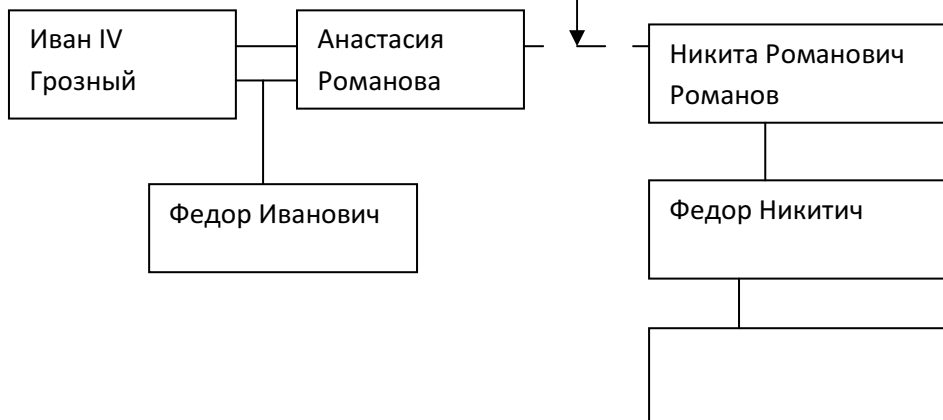 Иван IV
Грозный
Анастасия
Романова
Никита Романович
Романов
Федор Иванович
Федор Никитич